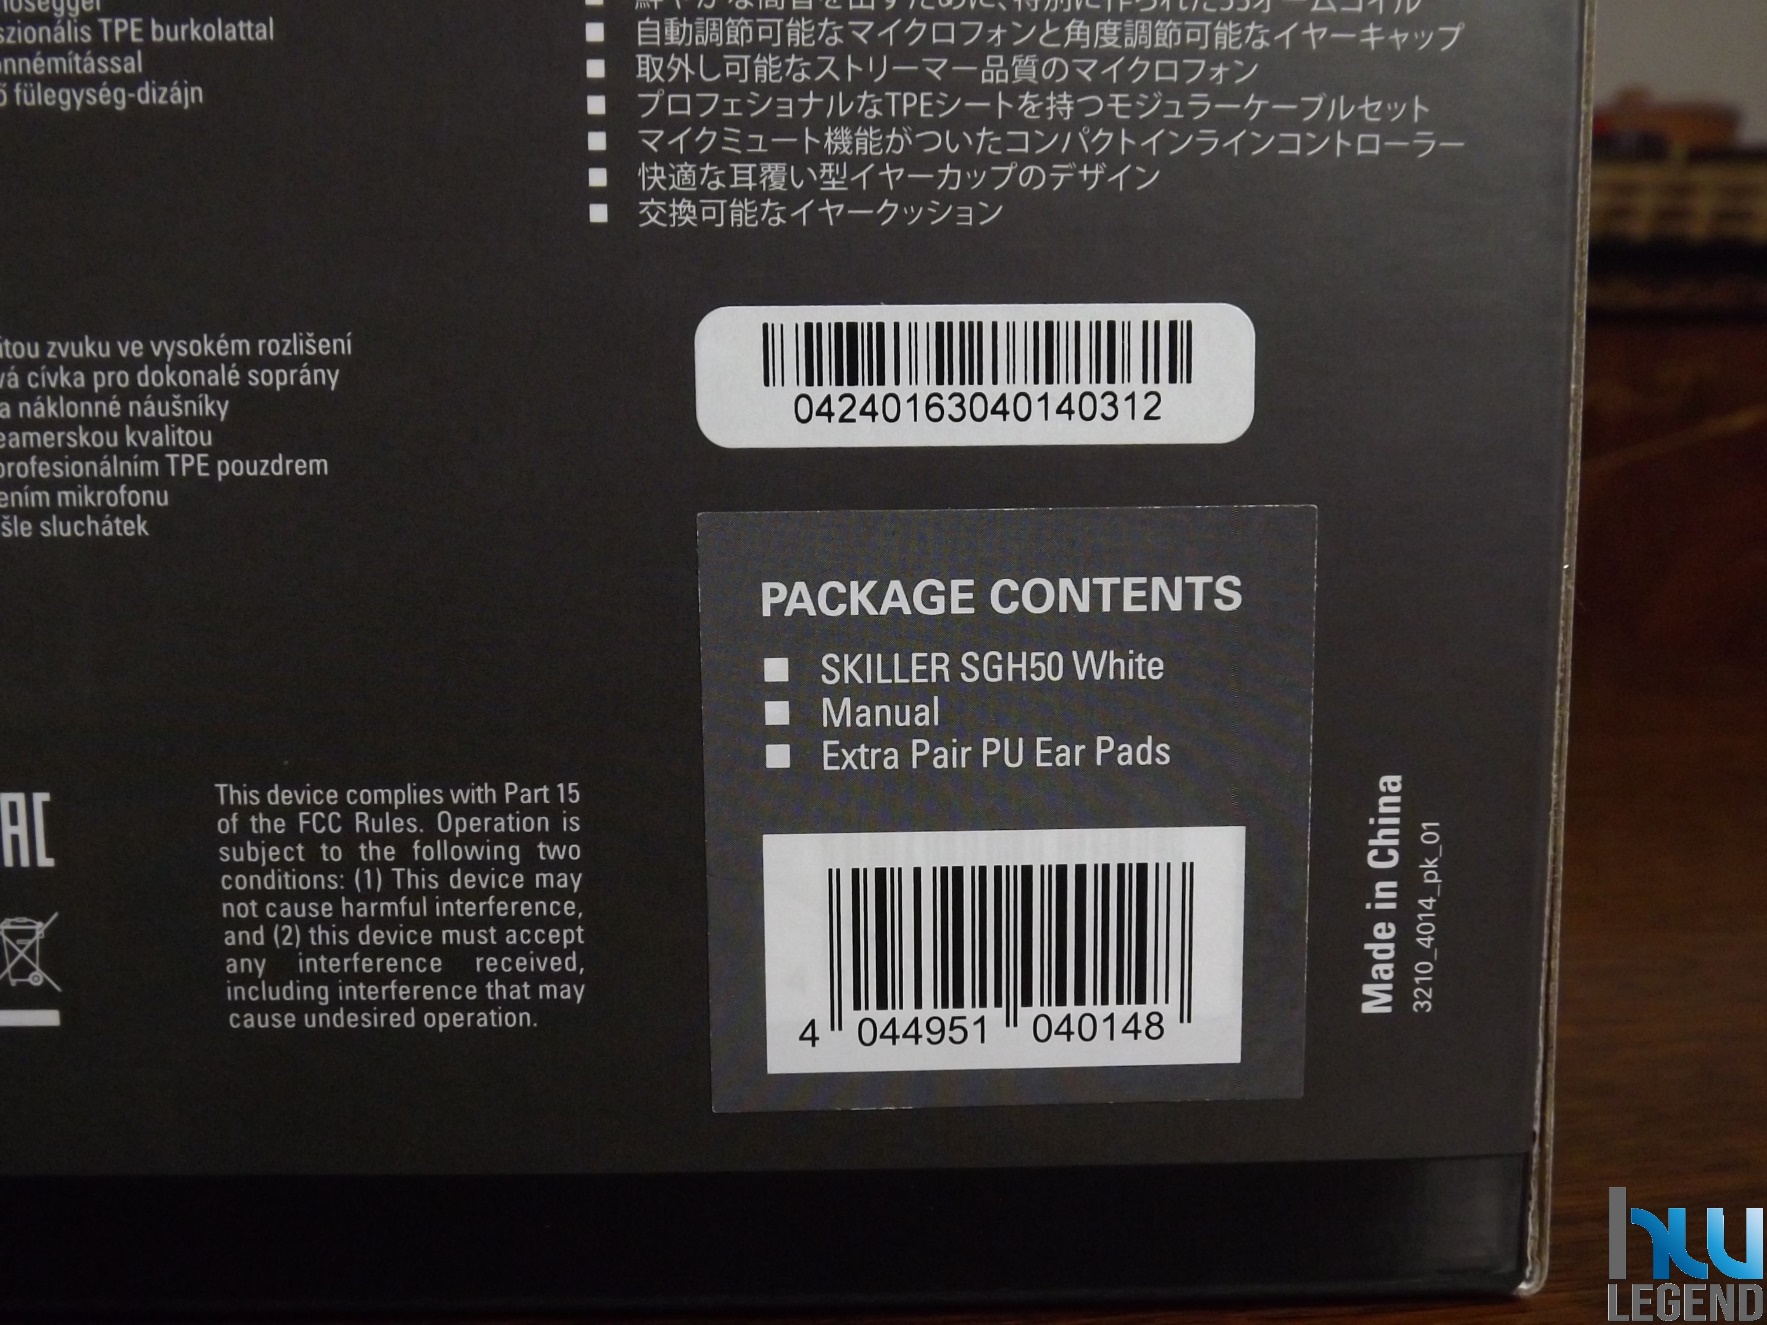 szionális TPE burkolattal
onnémítással
ő fülegység-dizájn
自動調節可能なマイクロフォンと角度調節可能なイヤーキャップ
取外し可能なストリーマー品質のマイクロフォン
プロフェショナルなTPEシートを持つモジュラーケーブルセット
マイクミュート機能がついたコンパクトインラインコントローラー
快適な耳覆い型イヤーカップのデザイン
交換可能なイヤークッション
04240163040140312
itou zvuku ve vysokém rozlišení
vá cívka pro dokonalé soprány
a náklonné náušníky
eamerskou kvalitou
profesionálním TPE pouzdrem
ením mikrofonu
šle sluchátek
PACKAGE CONTENTS
■ SKILLER SGH50 White
■ Manual
■ Extra Pair PU Ear Pads
4 044951 040148
This device complies with Part 15
of the FCC Rules. Operation is
subject to the following two
conditions: (1) This device may
not cause harmful interference,
and (2) this device must accept
any interference received,
including interference that may
cause undesired operation.
Made in China
3210_4014_pk_01
hw
LEGEND